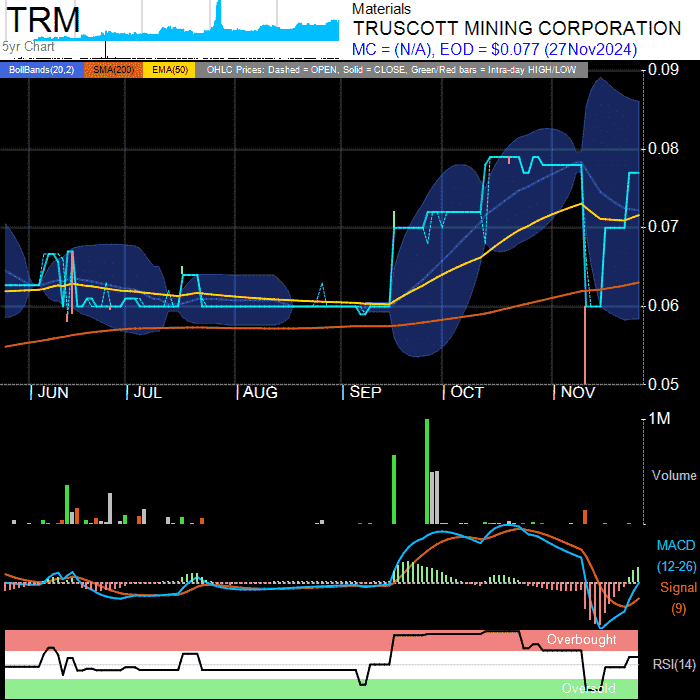 TRM
5yr Chart
Materials
TRUSCOTT MINING CORPORATION
MC = (N/A), EOD = $0.077 (27Nov2024)
BollBands(20,2) SMA(200) EMA(50) OHLC Prices: Dashed = OPEN, Solid = CLOSE, Green/Red bars = Intra-day HIGH/LOW
0.09
0.08
0.07
0.06
0.05
JUN JUL AUG SEP OCT NOV
1M
Volume
MACD
(12-26)
Signal
(9)
Overbought
RSI(14)
Oversold